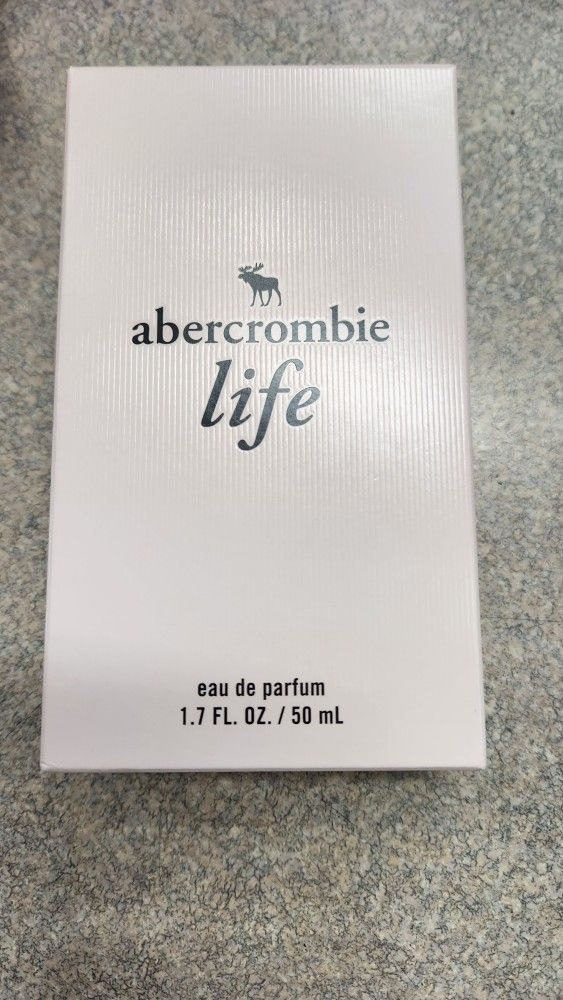 abercrombie
life
eau de parfum
1.7 FL. OZ. / 50 mL